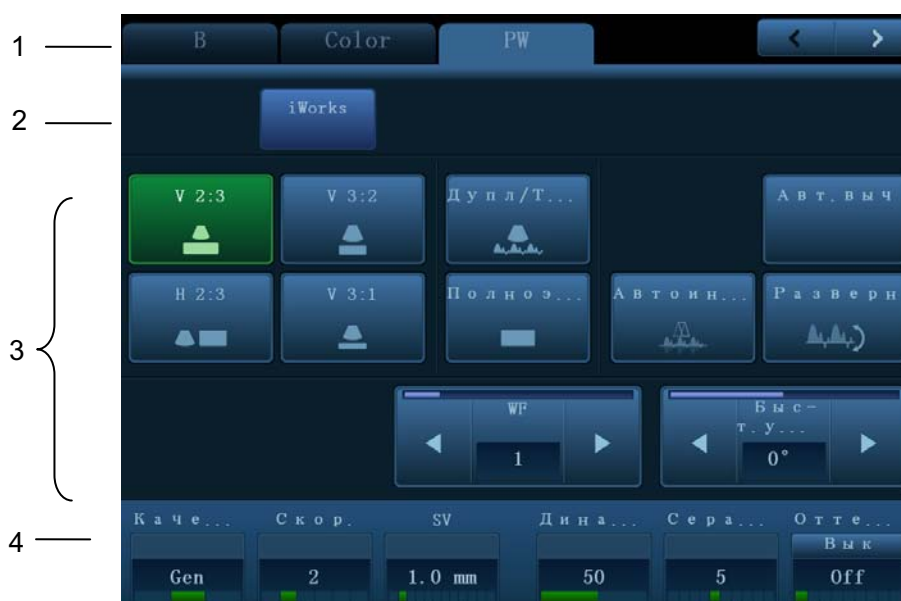 1
B Color PW
2
iWorks
V 2:3 V 3:2 Дупл/Т... Авт.выч
H 2:3 V 3:1 Полноэ... Автоин... Разверн
3
WF Быс-
т.у...
1 0°
4
Каче... Скор. SV Дина... Сера... Отте...
Вык
Gen 2 1.0 mm 50 5 Off